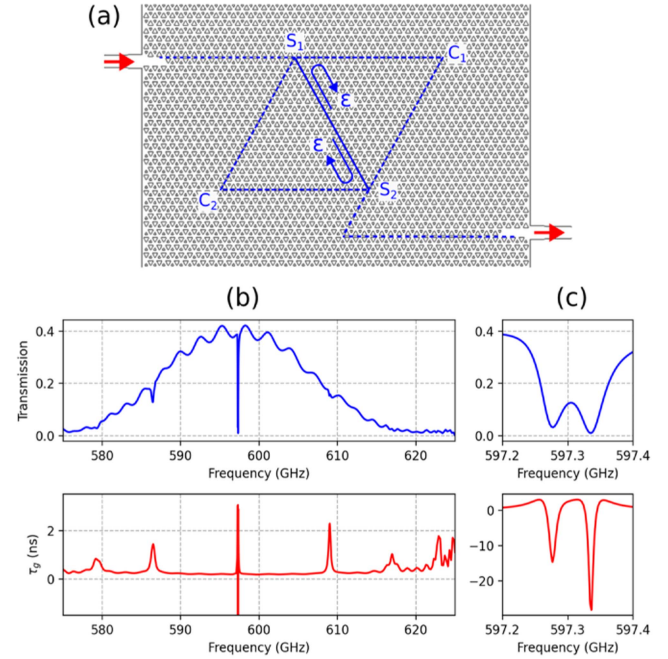 (a)
S₁
C₁
ε
ε
C₂
S₂
(b)
(c)
Transmission
0.4
0.2
0.0
580
590
600
610
620
Frequency (GHz)
0.4
0.2
0.0
597.2
597.3
597.4
Frequency (GHz)
τg (ns)
2
0
580
590
600
610
620
Frequency (GHz)
0
−10
−20
597.2
597.3
597.4
Frequency (GHz)